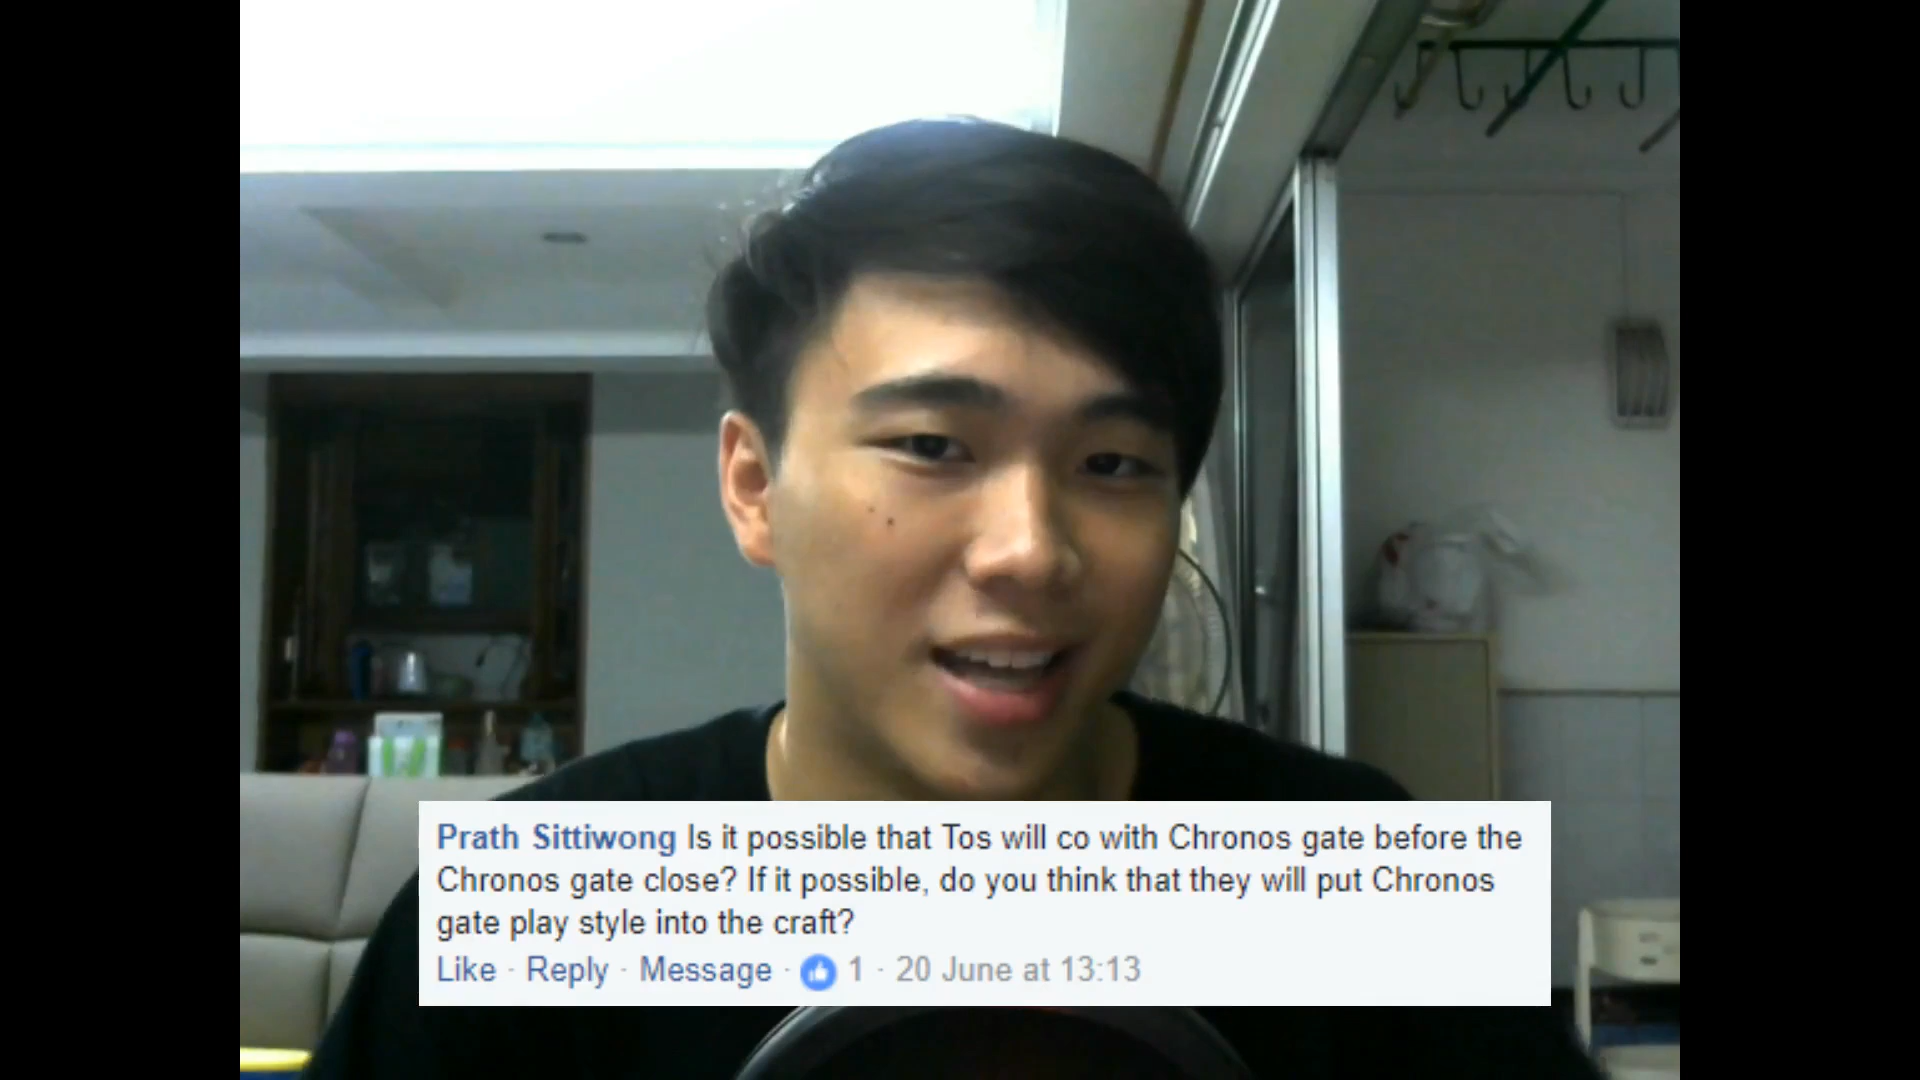 Prath Sittiwong Is it possible that Tos will co with Chronos gate before the
Chronos gate close? If it possible, do you think that they will put Chronos
gate play style into the craft?
Like · Reply · Message · 1 · 20 June at 13:13